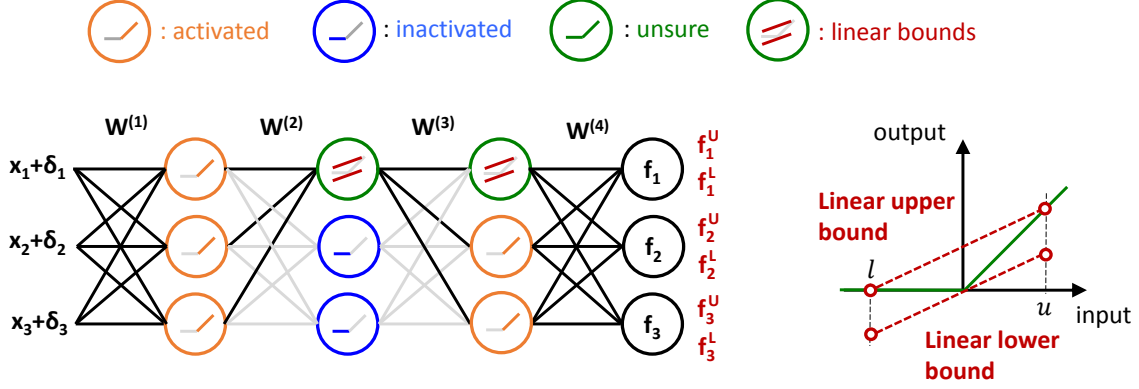 : activated
: inactivated
: unsure
: linear bounds
W(1)
W(2)
W(3)
W(4)
x1+δ1
x2+δ2
x3+δ3
f1
f2
f3
f1U
f1L
f2U
f2L
f3U
f3L
output
Linear upper
bound
l
u
input
Linear lower
bound